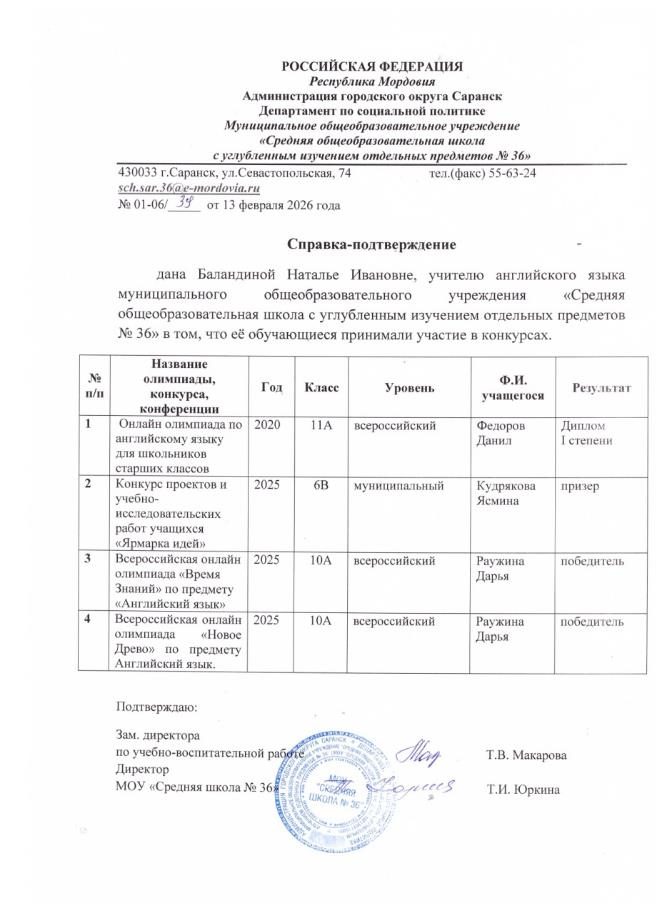 РОССИЙСКАЯ ФЕДЕРАЦИЯ
Республика Мордовия
Администрация городского округа Саранск
Департамент по социальной политике
Муниципальное общеобразовательное учреждение
«Средняя общеобразовательная школа
с углубленным изучением отдельных предметов № 36»
430033 г.Саранск, ул.Севастопольская, 74 тел.(факс) 55-63-24
sch.sar.36@e-mordovia.ru
№ 01-06/ 39 от 13 февраля 2026 года
Справка-подтверждение
дана Баландиной Наталье Ивановне, учителю английского языка
муниципального общеобразовательного учреждения «Средняя
общеобразовательная школа с углубленным изучением отдельных предметов
№ 36» в том, что её обучающиеся принимали участие в конкурсах.
№ п/п | Название олимпиады, конкурса, конференции | Год | Класс | Уровень | Ф.И. учащегося | Результат
1 | Онлайн олимпиада по английскому языку для школьников старших классов | 2020 | 11А | всероссийский | Федоров Данил | Диплом I степени
2 | Конкурс проектов и учебно-исследовательских работ учащихся «Ярмарка идей» | 2025 | 6В | муниципальный | Кудрякова Ясмина | призер
3 | Всероссийская онлайн олимпиада «Время Знаний» по предмету «Английский язык» | 2025 | 10А | всероссийский | Раужина Дарья | победитель
4 | Всероссийская онлайн олимпиада «Новое Древо» по предмету Английский язык. | 2025 | 10А | всероссийский | Раужина Дарья | победитель
Подтверждаю:
Зам. директора
по учебно-воспитательной работе Т.В. Макарова
Директор
МОУ «Средняя школа № 36» Т.И. Юркина
МОУ
"СРЕДНЯЯ
ШКОЛА № 36"